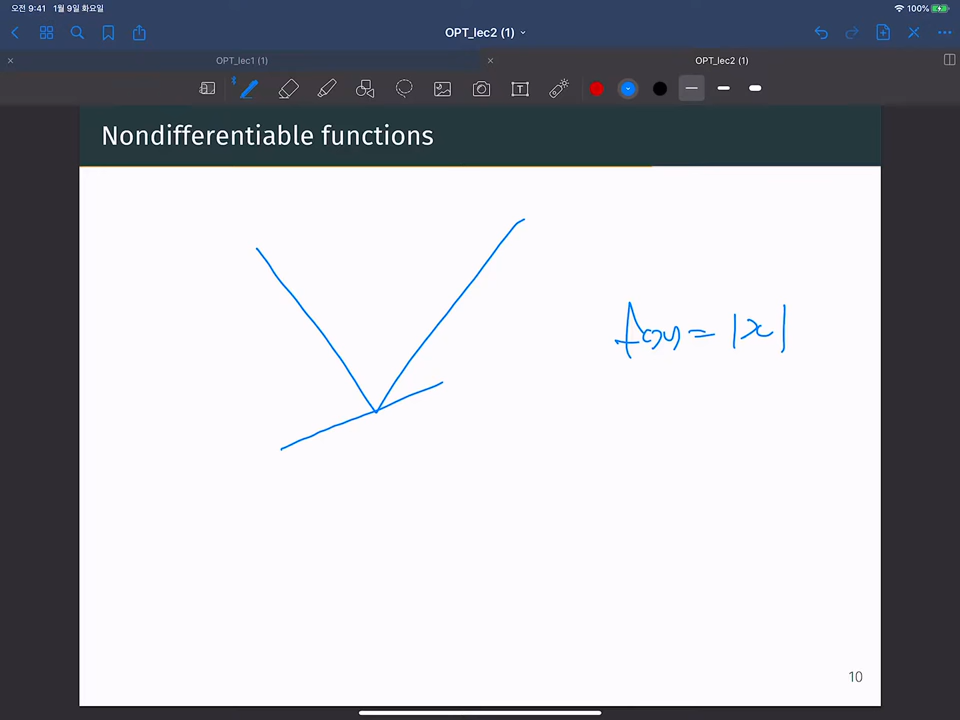 오전 9:41 1월 9일 화요일
100%
OPT_lec2 (1)
OPT_lec1 (1)
OPT_lec2 (1)
T
Nondifferentiable functions
f(x) = |x|
10